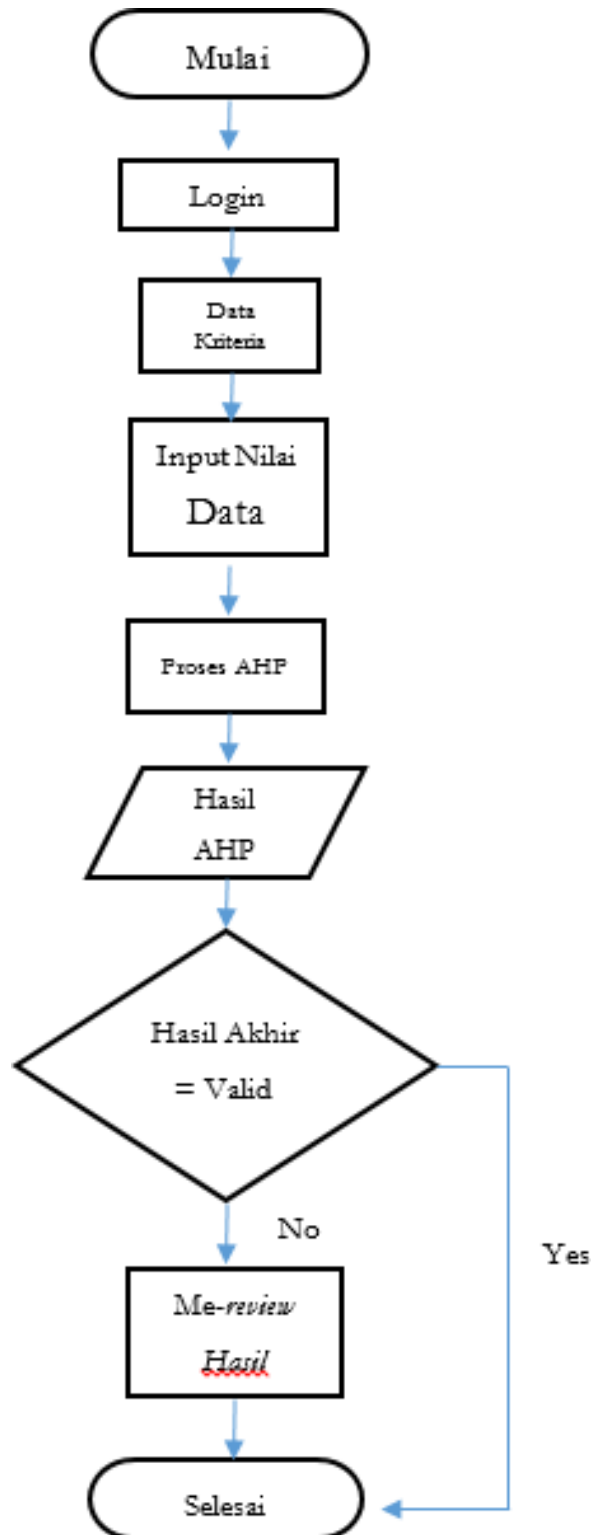 Mulai
Login
Data
Kriteria
Input Nilai
Data
Proses AHP
Hasil
AHP
Hasil Akhir
= Valid
No
Yes
Me-review
Hasil
Selesai